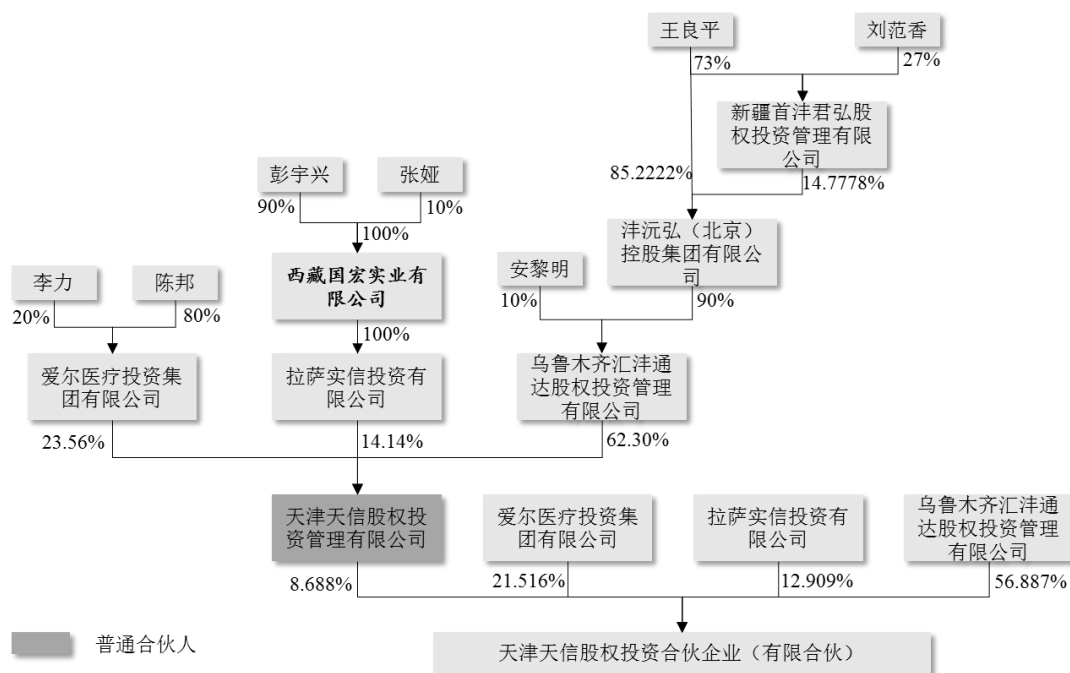 王良平
刘范香
73%
27%
新疆首沣君弘股
权投资管理有限
公司
85.2222%
14.7778%
彭宇兴
张娅
90%
10%
100%
沣沅弘（北京）
控股集团有限公
司
西藏国宏实业有
限公司
安黎明
李力
陈邦
20%
80%
10%
90%
100%
爱尔医疗投资集
团有限公司
拉萨实信投资有
限公司
乌鲁木齐汇沣通
达股权投资管理
有限公司
23.56%
14.14%
62.30%
天津天信股权投
资管理有限公司
爱尔医疗投资集
团有限公司
拉萨实信投资有
限公司
乌鲁木齐汇沣通
达股权投资管理
有限公司
8.688%
21.516%
12.909%
56.887%
普通合伙人
天津天信股权投资合伙企业（有限合伙）